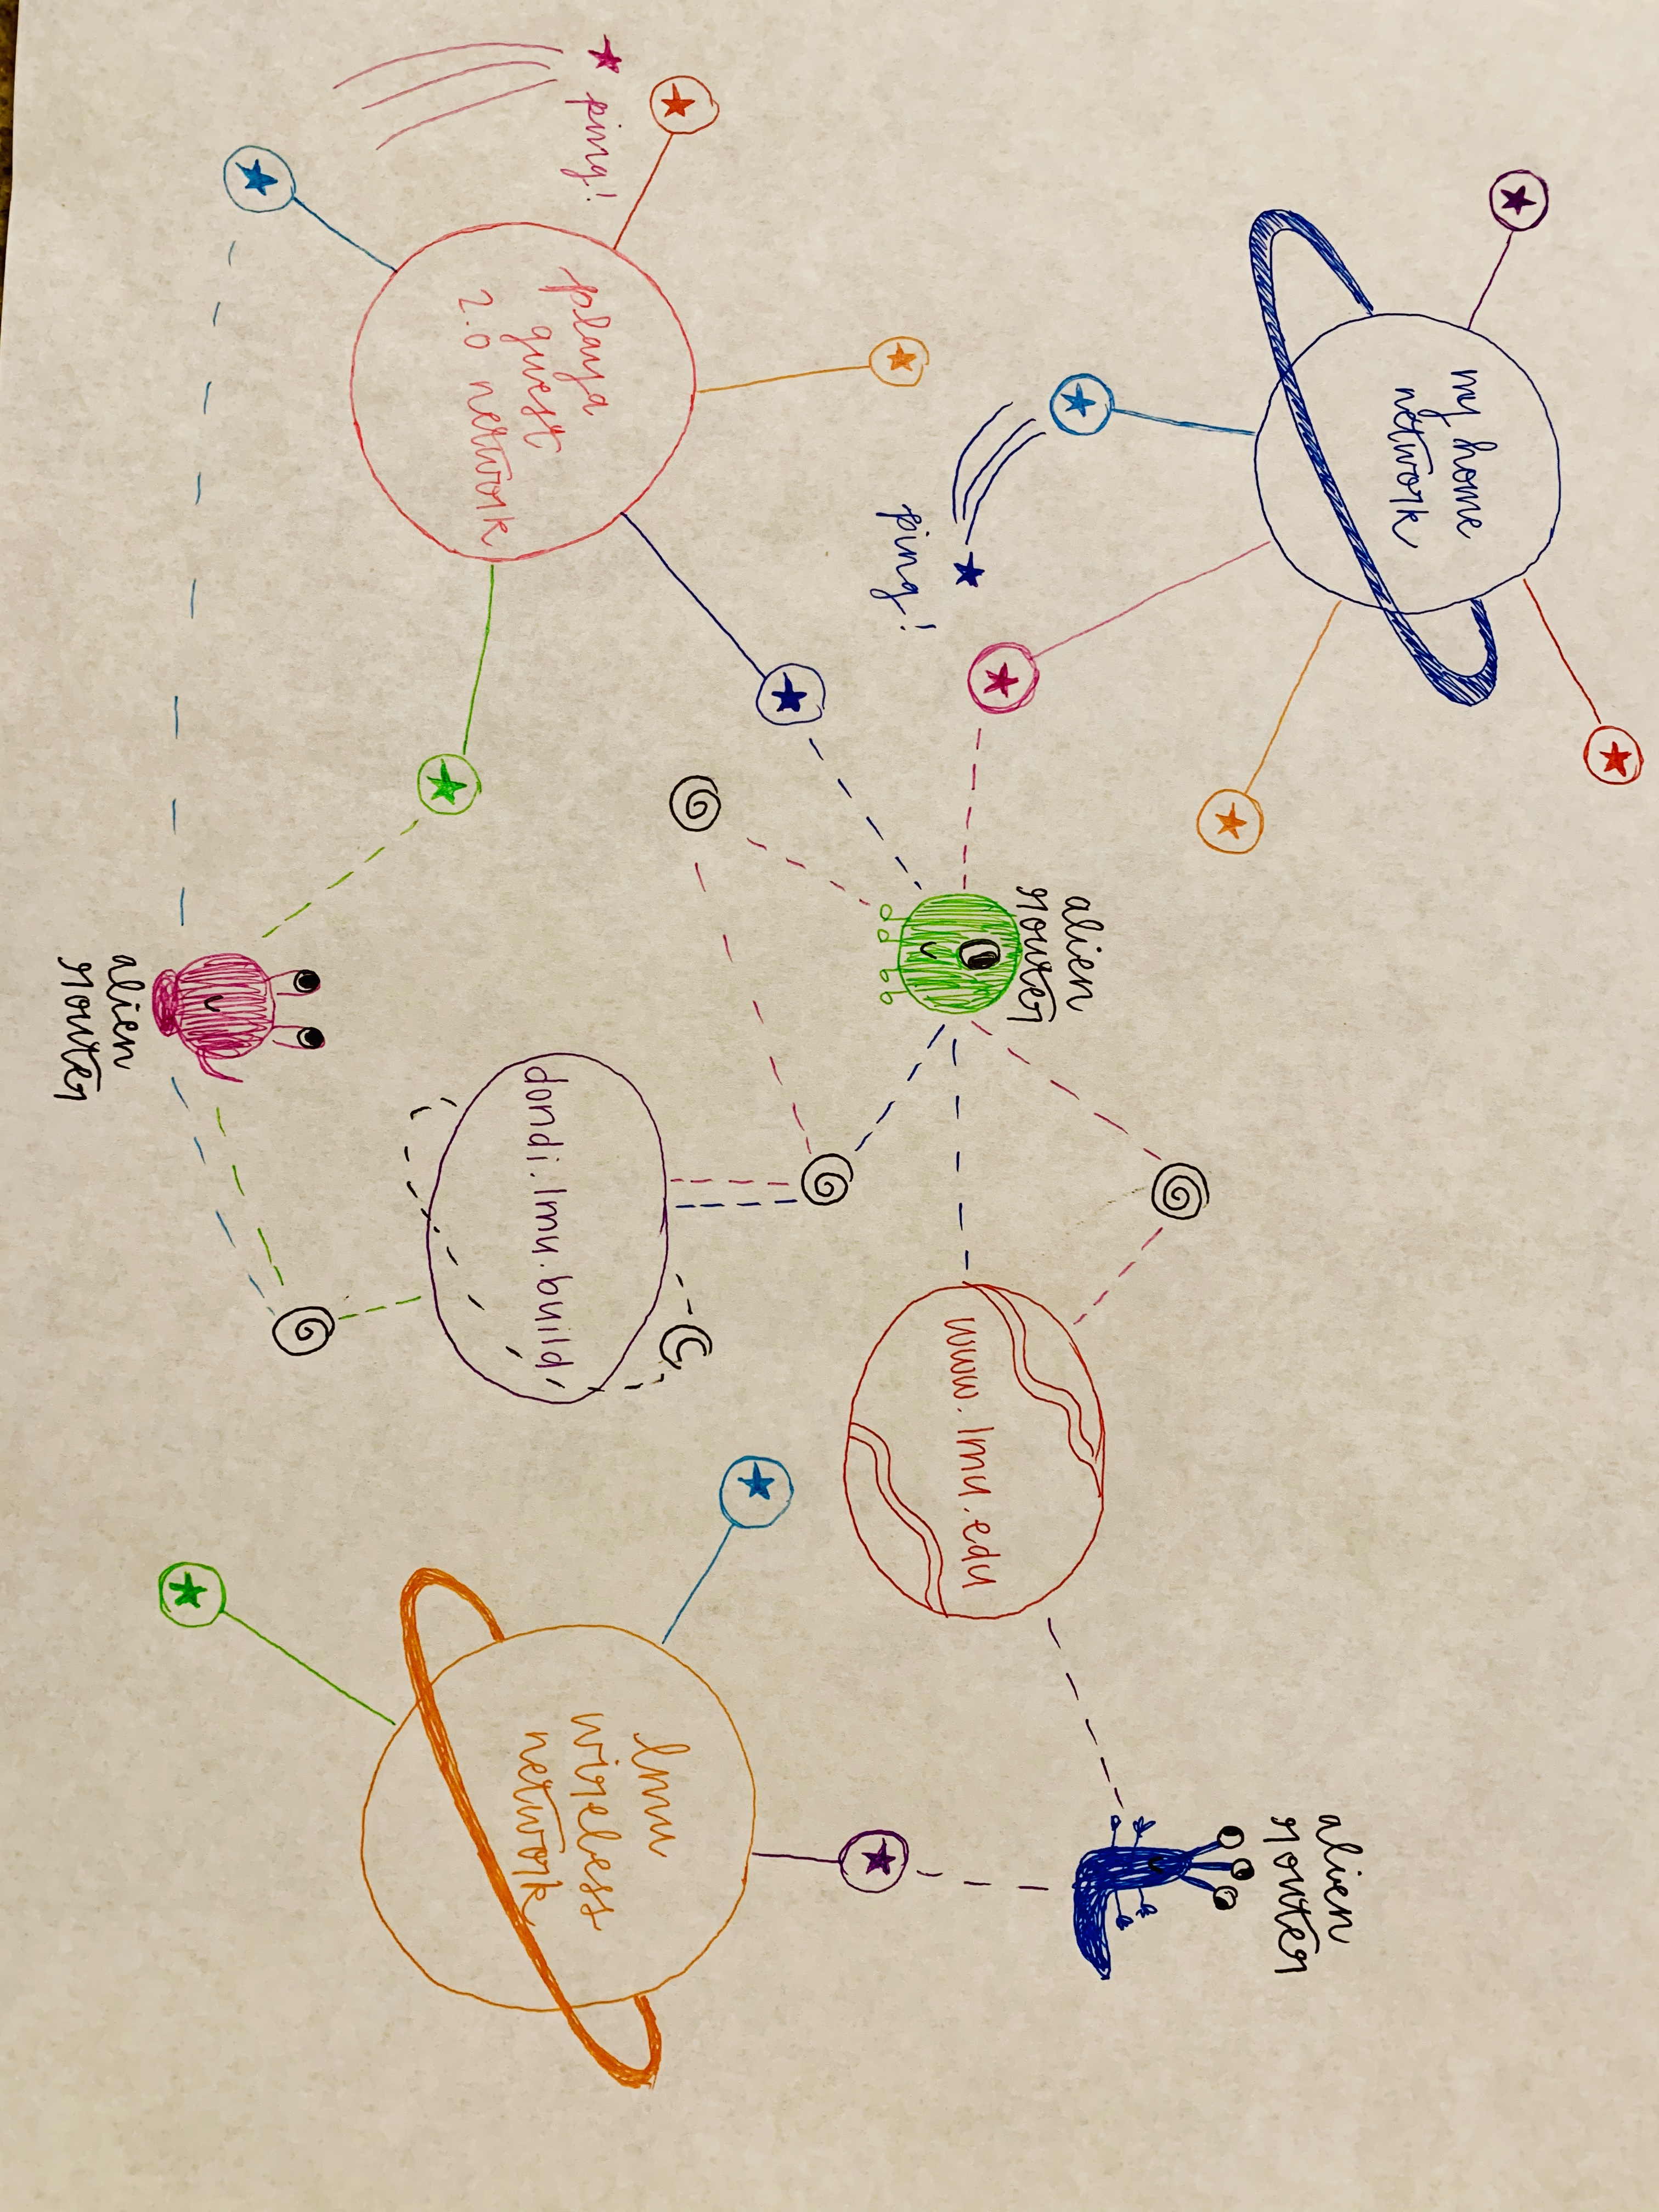 my home
network
alien
router
ping!
ping!
playa
guest
2.0 network
www.lmu.edu
alien
router
dondi.lmu.build
lmu
wireless
network
alien
router